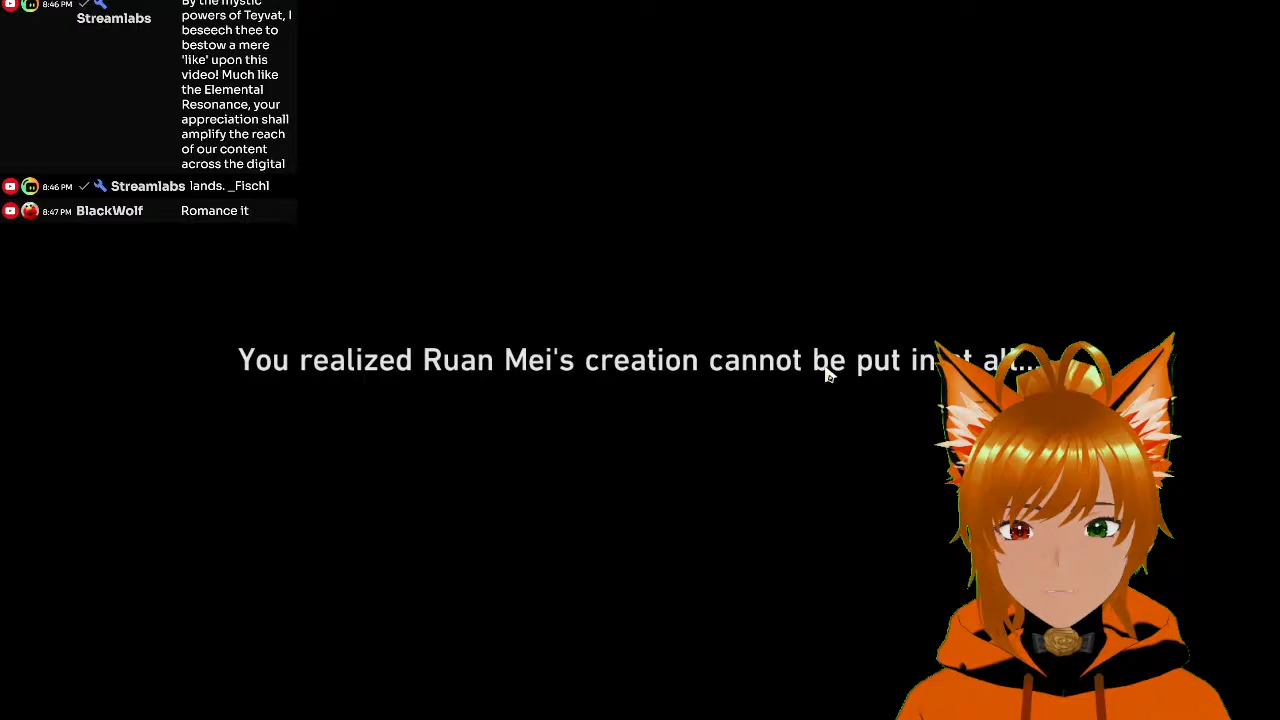 8:46 PM Streamlabs
By the mystic
powers of Teyvat, I
beseech thee to
bestow a mere
'like' upon this
video! Much like
the Elemental
Resonance, your
appreciation shall
amplify the reach
of our content
across the digital
8:46 PM Streamlabs lands. _Fischl
8:47 PM BlackWolf Romance it
You realized Ruan Mei's creation cannot be put in at all...